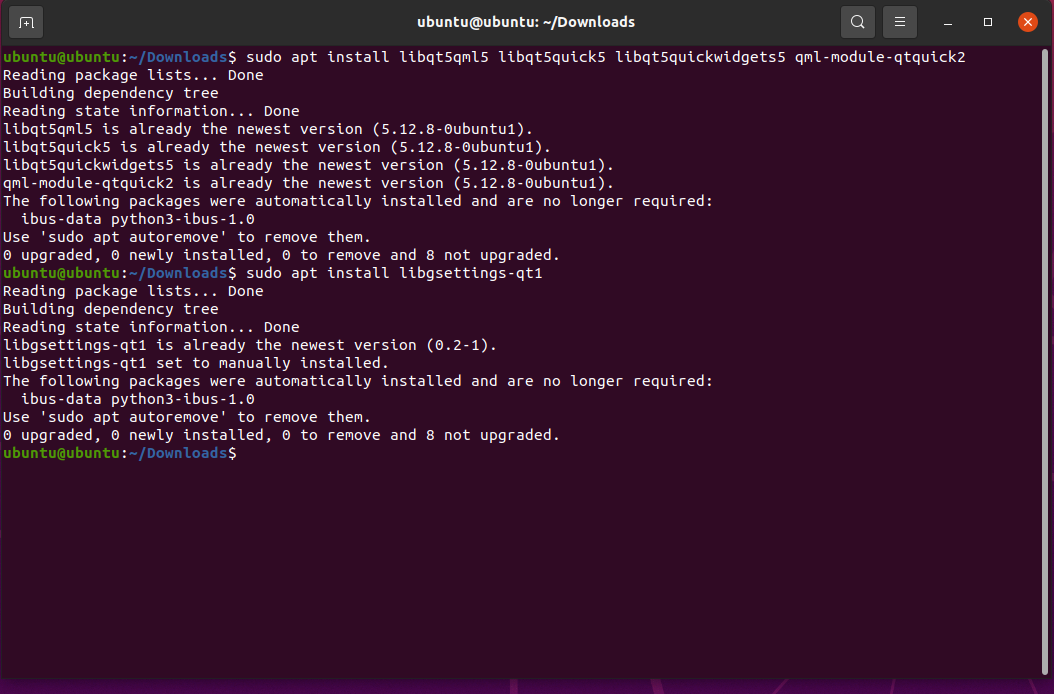 ubuntu@ubuntu: ~/Downloads
ubuntu@ubuntu:~/Downloads$ sudo apt install libqt5qml5 libqt5quick5 libqt5quickwidgets5 qml-module-qtquick2
Reading package lists... Done
Building dependency tree
Reading state information... Done
libqt5qml5 is already the newest version (5.12.8-0ubuntu1).
libqt5quick5 is already the newest version (5.12.8-0ubuntu1).
libqt5quickwidgets5 is already the newest version (5.12.8-0ubuntu1).
qml-module-qtquick2 is already the newest version (5.12.8-0ubuntu1).
The following packages were automatically installed and are no longer required:
  ibus-data python3-ibus-1.0
Use 'sudo apt autoremove' to remove them.
0 upgraded, 0 newly installed, 0 to remove and 8 not upgraded.
ubuntu@ubuntu:~/Downloads$ sudo apt install libgsettings-qt1
Reading package lists... Done
Building dependency tree
Reading state information... Done
libgsettings-qt1 is already the newest version (0.2-1).
libgsettings-qt1 set to manually installed.
The following packages were automatically installed and are no longer required:
  ibus-data python3-ibus-1.0
Use 'sudo apt autoremove' to remove them.
0 upgraded, 0 newly installed, 0 to remove and 8 not upgraded.
ubuntu@ubuntu:~/Downloads$